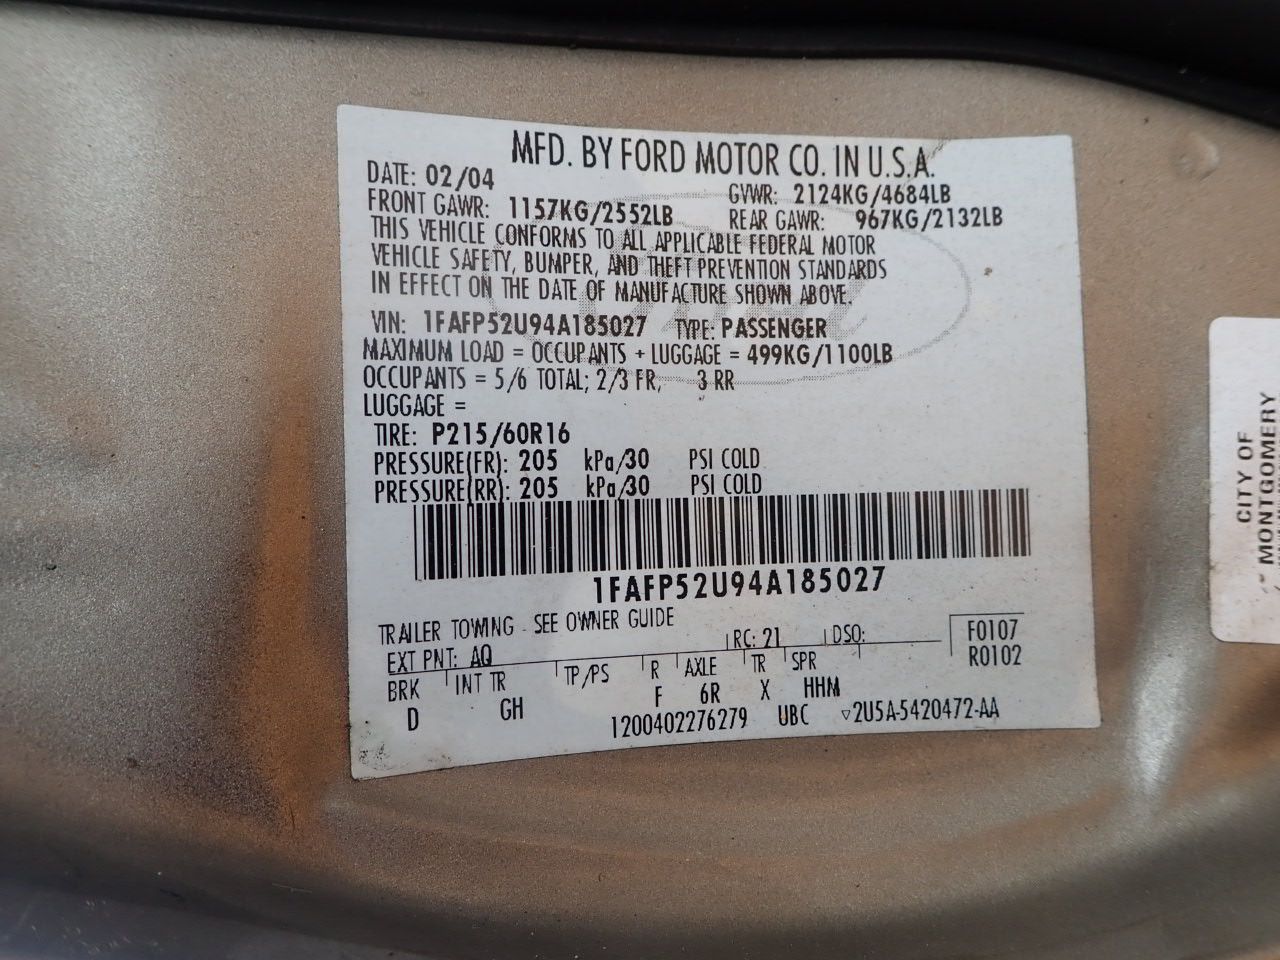 MFD. BY FORD MOTOR CO. IN U.S.A.
DATE: 02/04 GVWR: 2124KG/4684LB
FRONT GAWR: 1157KG/2552LB REAR GAWR: 967KG/2132LB
THIS VEHICLE CONFORMS TO ALL APPLICABLE FEDERAL MOTOR
VEHICLE SAFETY, BUMPER, AND THEFT PREVENTION STANDARDS
IN EFFECT ON THE DATE OF MANUFACTURE SHOWN ABOVE.
VIN: 1FAFP52U94A185027 TYPE: PASSENGER
MAXIMUM LOAD = OCCUPANTS + LUGGAGE = 499KG/1100LB
OCCUPANTS = 5/6 TOTAL; 2/3 FR, 3 RR
LUGGAGE =
TIRE: P215/60R16
PRESSURE(FR): 205 kPa/30 PSI COLD
PRESSURE(RR): 205 kPa/30 PSI COLD
1FAFP52U94A185027
TRAILER TOWING - SEE OWNER GUIDE
EXT PNT: AQ RC: 21 DSO: F0107
R0102
BRK INT TR TP/PS R AXLE TR SPR
D GH F 6R X HHM
1200402276279 UBC ▽2U5A-5420472-AA
CITY OF
MONTGOMERY